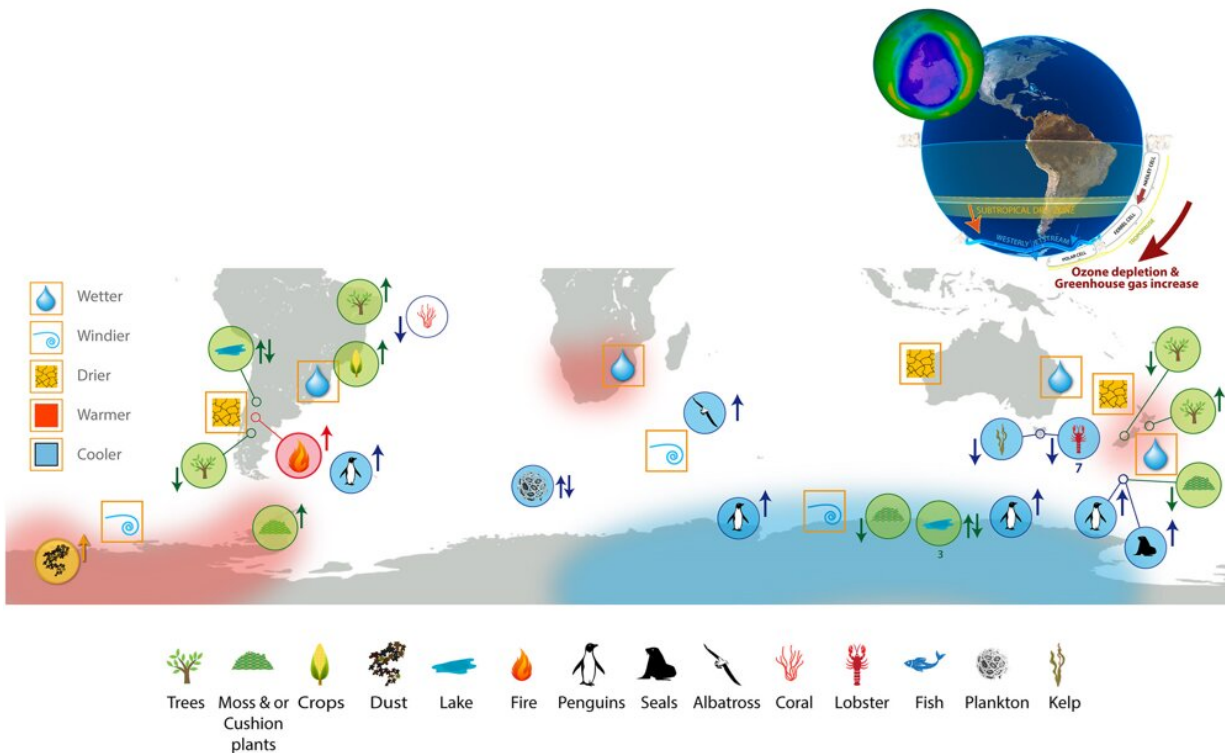 HADLEY CELL
SUBTROPICAL DRY ZONE
FERREL CELL
TROPOPAUSE
WESTERLY JETSTREAM
POLAR CELL
Ozone depletion &
Greenhouse gas increase
Wetter
Windier
Drier
Warmer
Cooler
7
3
Trees
Moss & or
Cushion
plants
Crops
Dust
Lake
Fire
Penguins
Seals
Albatross
Coral
Lobster
Fish
Plankton
Kelp